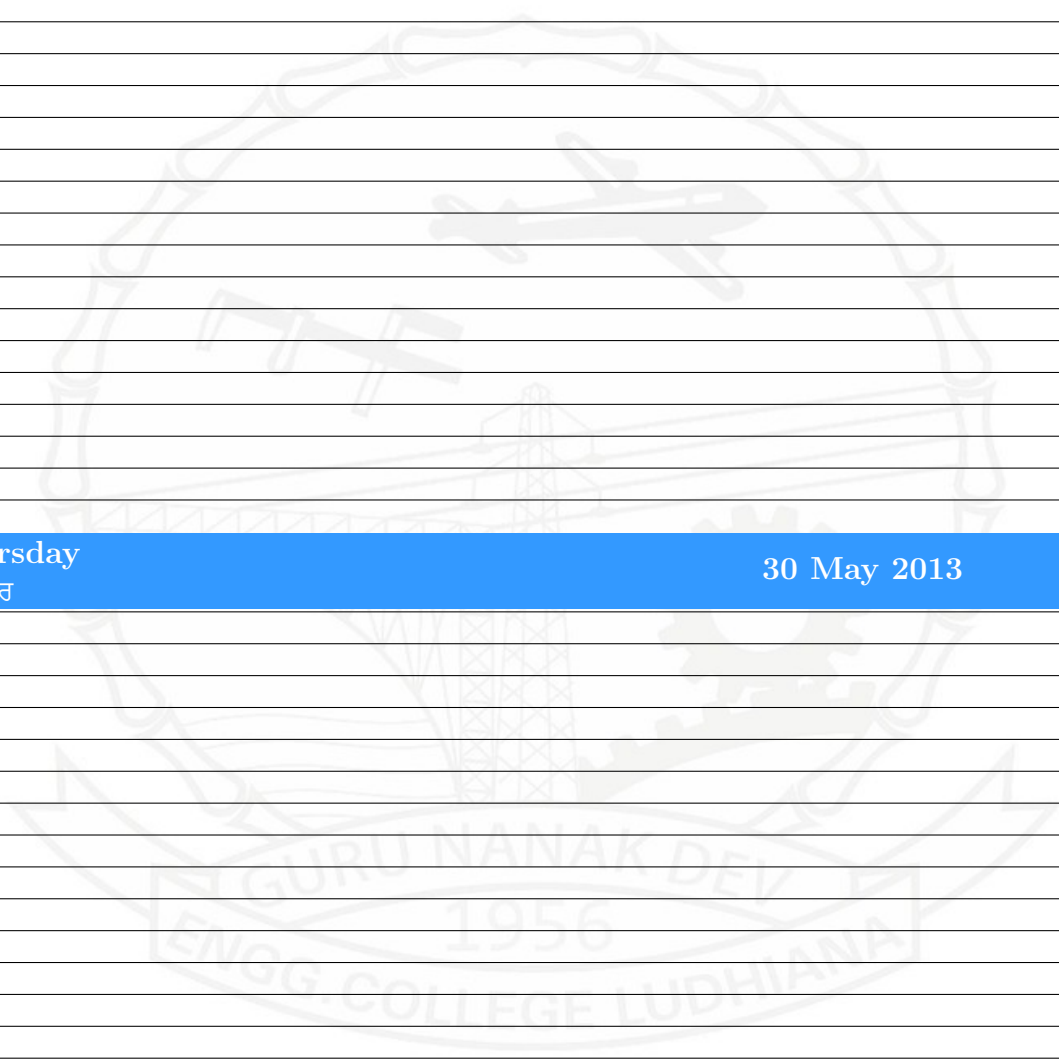 rsday
ਰ
30 May 2013
GURU NANAK DEV
1956
ENGG.COLLEGE LUDHIANA